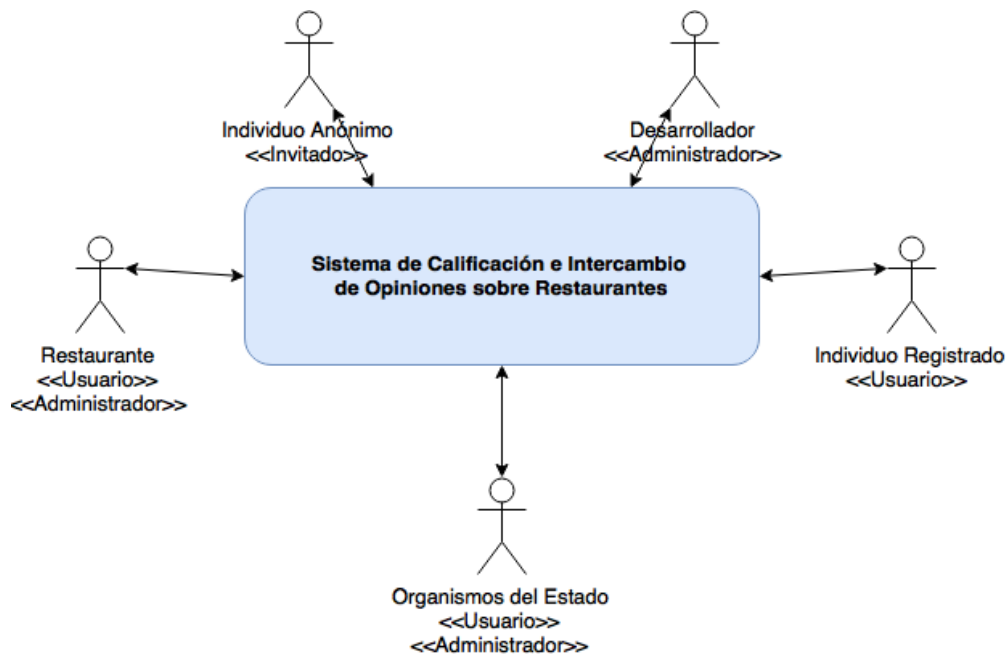 Individuo Anónimo
<<Invitado>>
Desarrollador
<<Administrador>>
Sistema de Calificación e Intercambio
de Opiniones sobre Restaurantes
Restaurante
<<Usuario>>
<<Administrador>>
Individuo Registrado
<<Usuario>>
Organismos del Estado
<<Usuario>>
<<Administrador>>